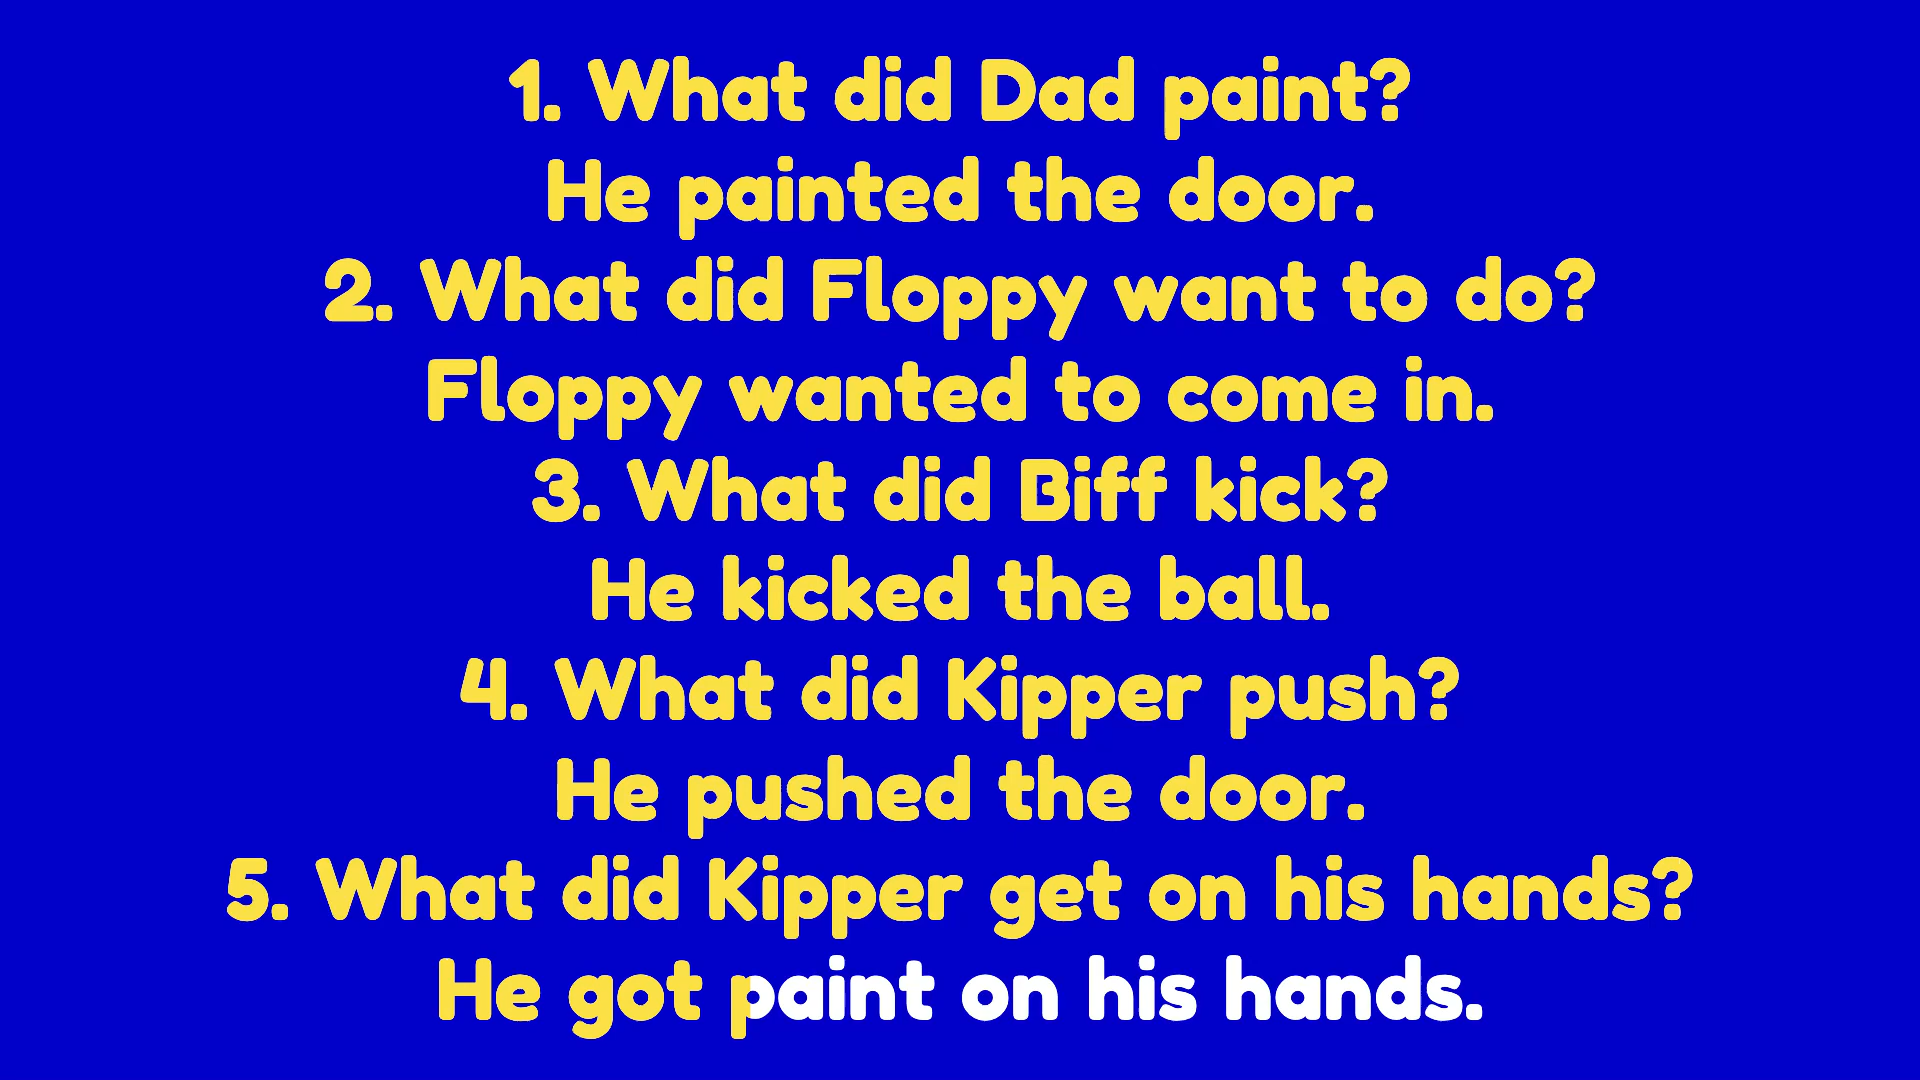 1. What did Dad paint?
He painted the door.
2. What did Floppy want to do?
Floppy wanted to come in.
3. What did Biff kick?
He kicked the ball.
4. What did Kipper push?
He pushed the door.
5. What did Kipper get on his hands?
He got paint on his hands.